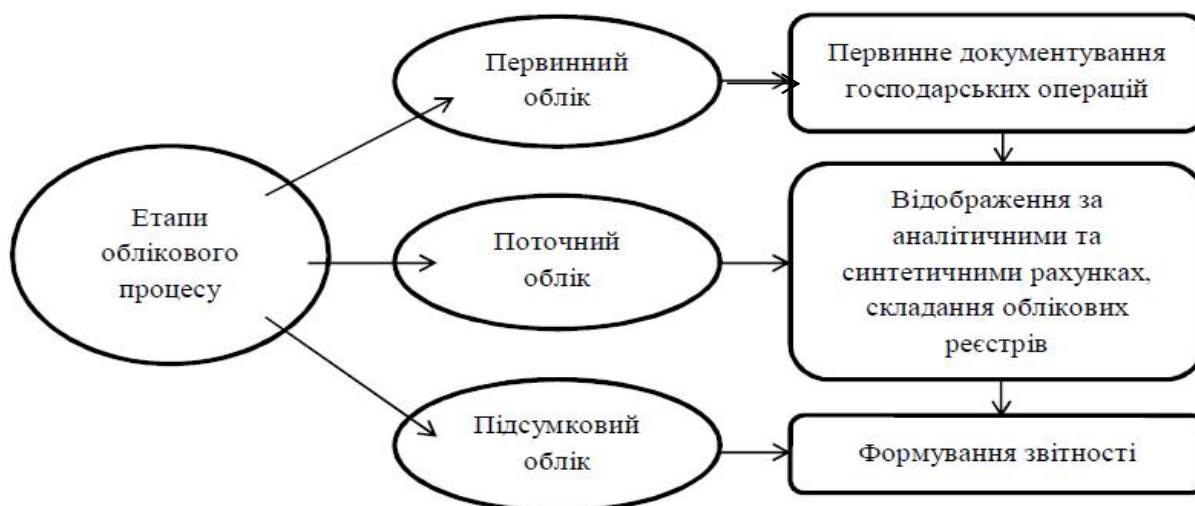 Етапи
облікового
процесу
Первинний
облік
Первинне документування
господарських операцій
Поточний
облік
Відображення за
аналітичними та
синтетичними рахунках,
складання облікових
реєстрів
Підсумковий
облік
Формування звітності